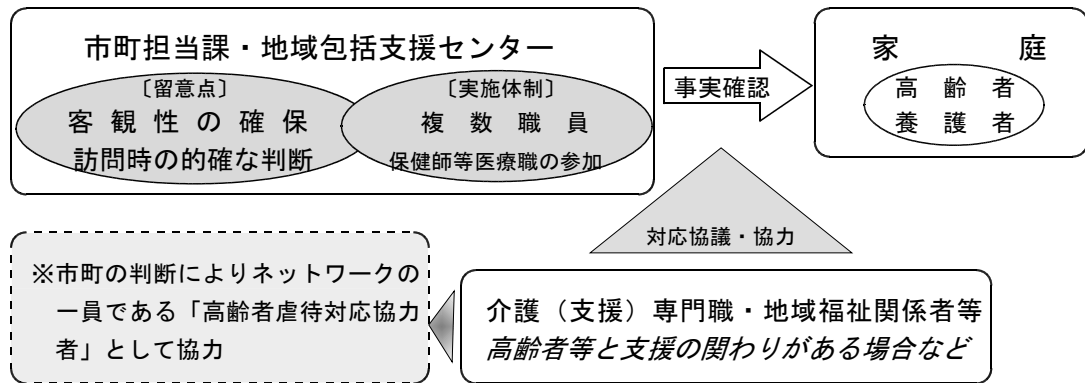 市町担当課・地域包括支援センター
〔留意点〕
客観性の確保
訪問時の的確な判断
〔実施体制〕
複数職員
保健師等医療職の参加
事実確認
家庭
高齢者
養護者
対応協議・協力
※市町の判断によりネットワークの
一員である「高齢者虐待対応協力
者」として協力
介護（支援）専門職・地域福祉関係者等
高齢者等と支援の関わりがある場合など